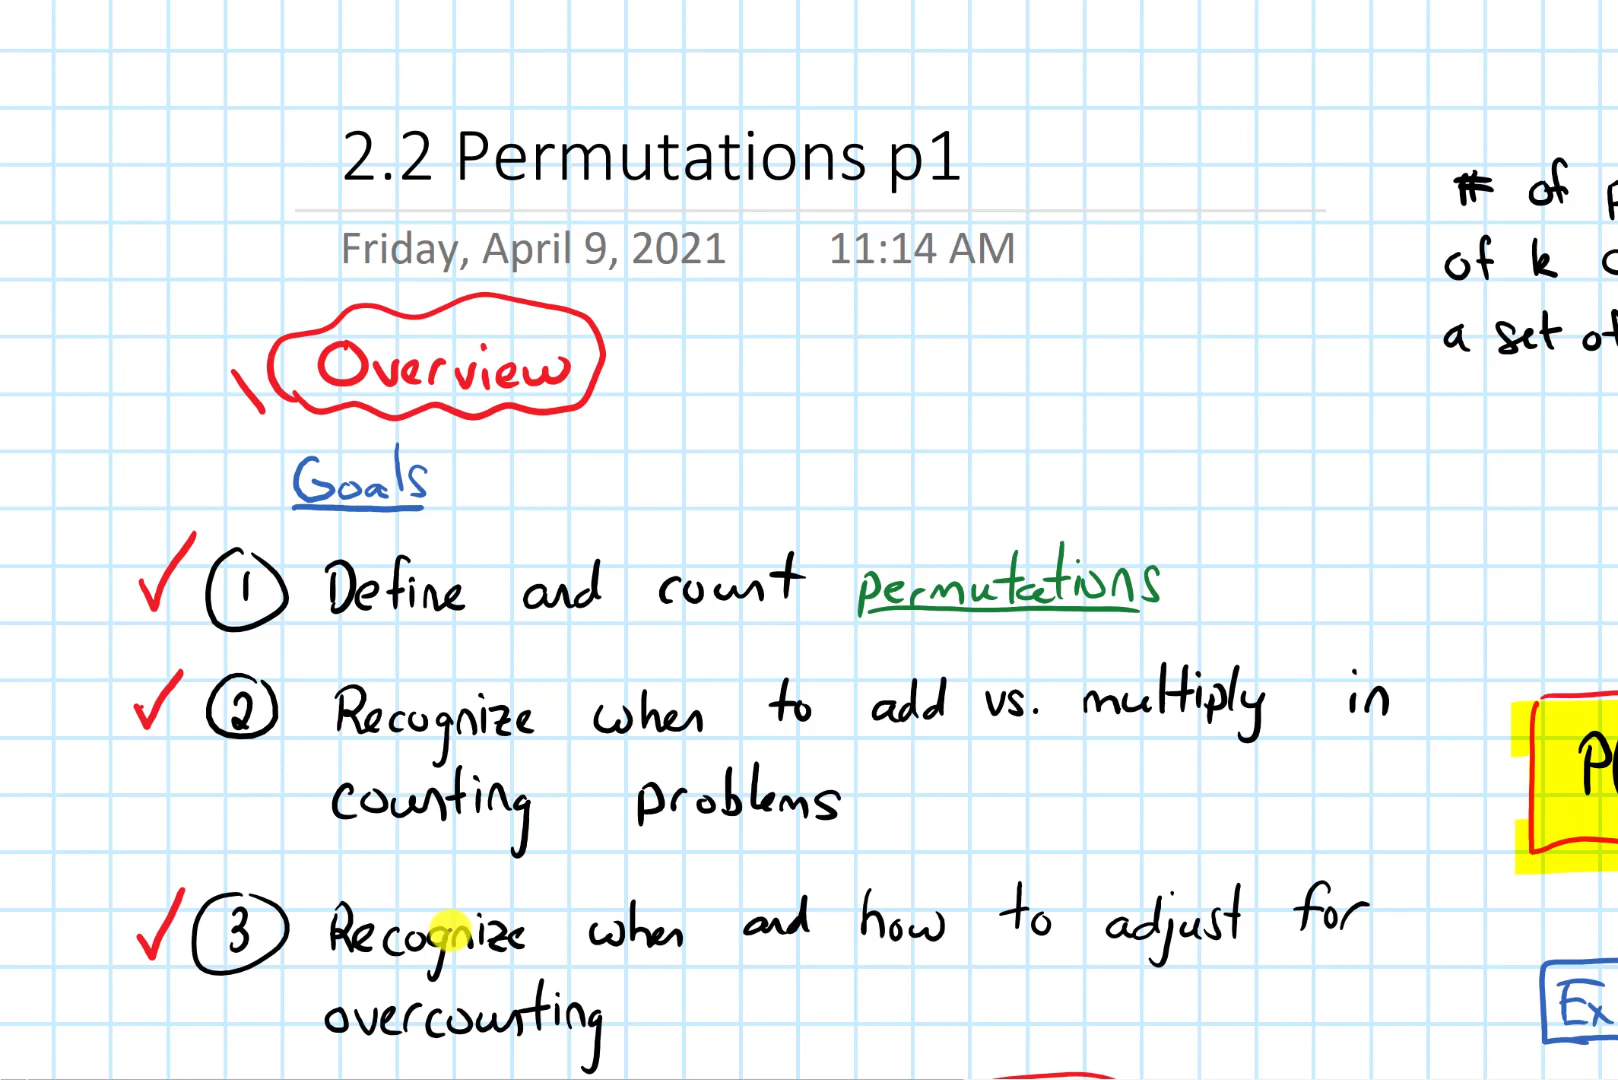 2.2 Permutations p1
Friday, April 9, 2021 11:14 AM
Overview
Goals
1 Define and count permutations
2 Recognize when to add vs. multiply in
counting problems
3 Recognize when and how to adjust for
overcounting
# of
of k
a set of
P(
Ex